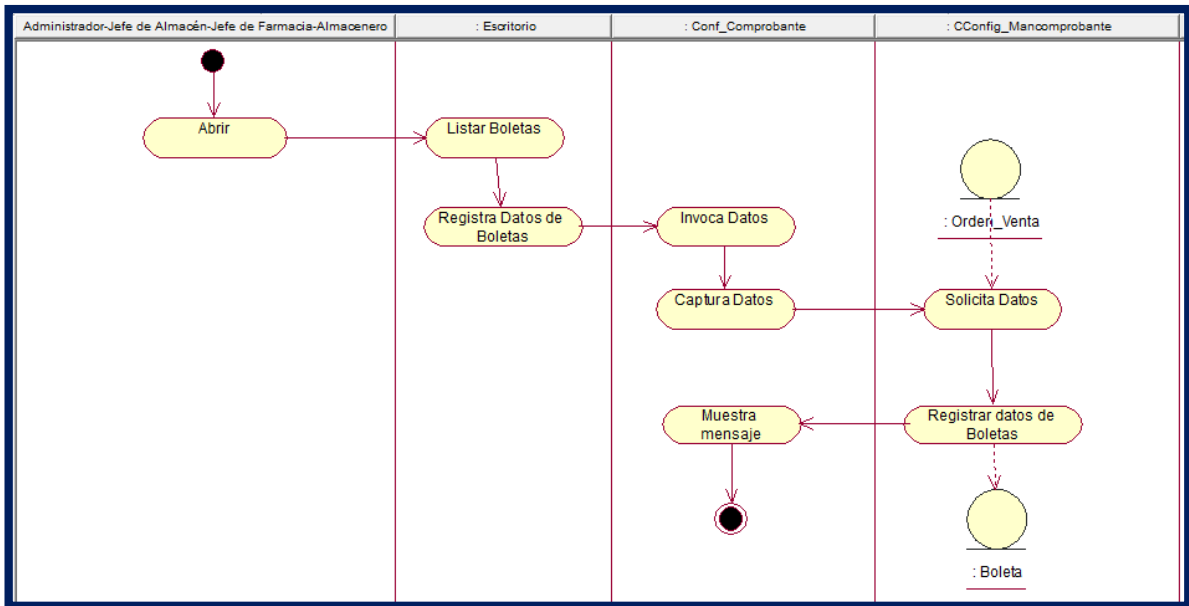 Administrador-Jefe de Almacén-Jefe de Farmacia-Almacenero
: Escritorio
: Conf_Comprobante
: CConfig_Mancomprobante
Abrir
Listar Boletas
Registra Datos de
Boletas
Invoca Datos
: Orden_Venta
Captura Datos
Solicita Datos
Muestra
mensaje
Registrar datos de
Boletas
: Boleta